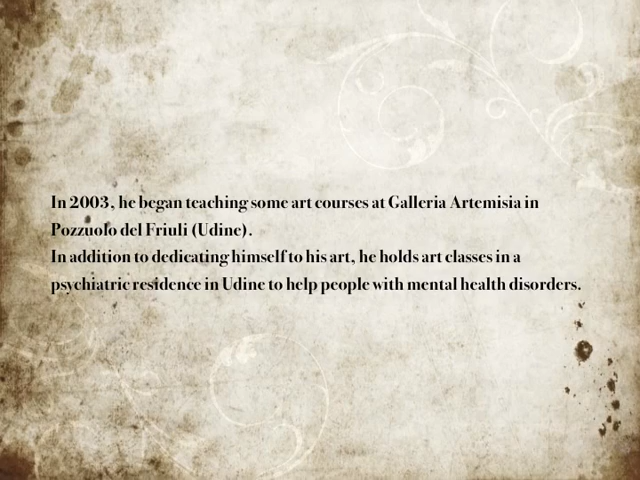 In 2003, he began teaching some art courses at Galleria Artemisia in
Pozzuolo del Friuli (Udine).
In addition to dedicating himself to his art, he holds art classes in a
psychiatric residence in Udine to help people with mental health disorders.